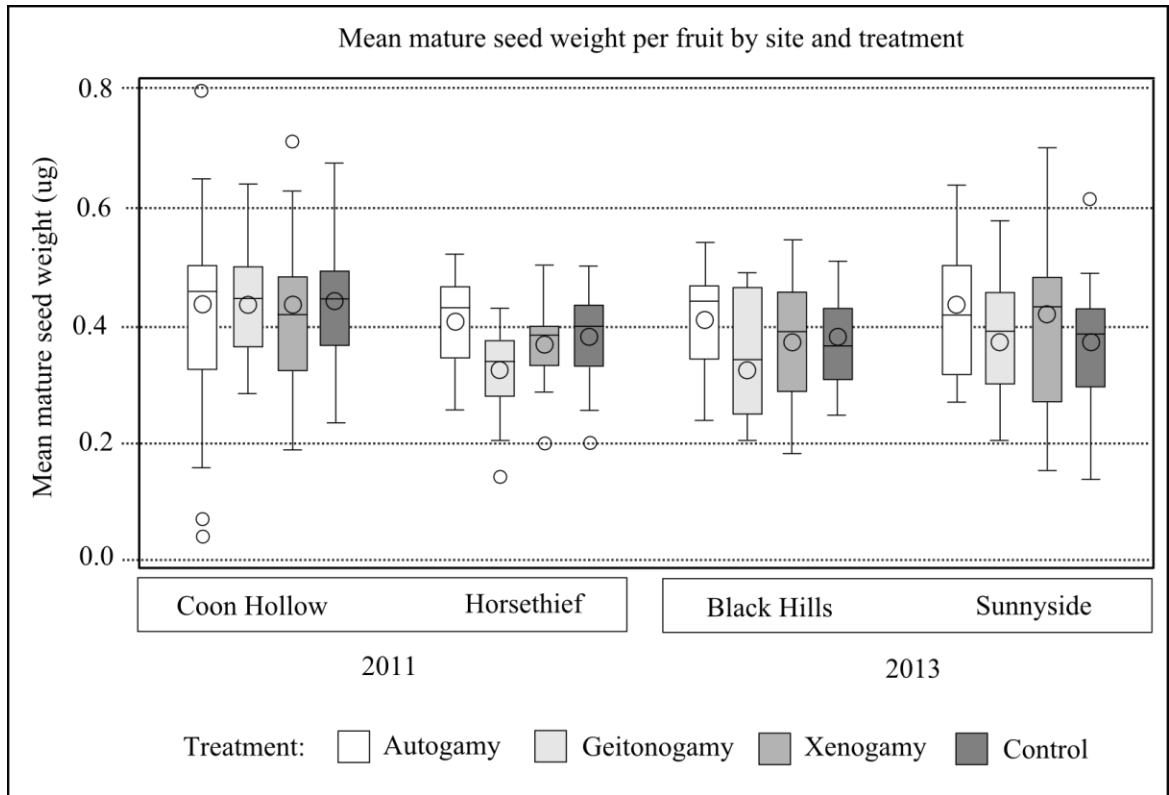 Mean mature seed weight per fruit by site and treatment
Mean mature seed weight (ug)
0.8
0.6
0.4
0.2
0.0
Coon Hollow
Horsethief
Black Hills
Sunnyside
2011
2013
Treatment: Autogamy Geitonogamy Xenogamy Control